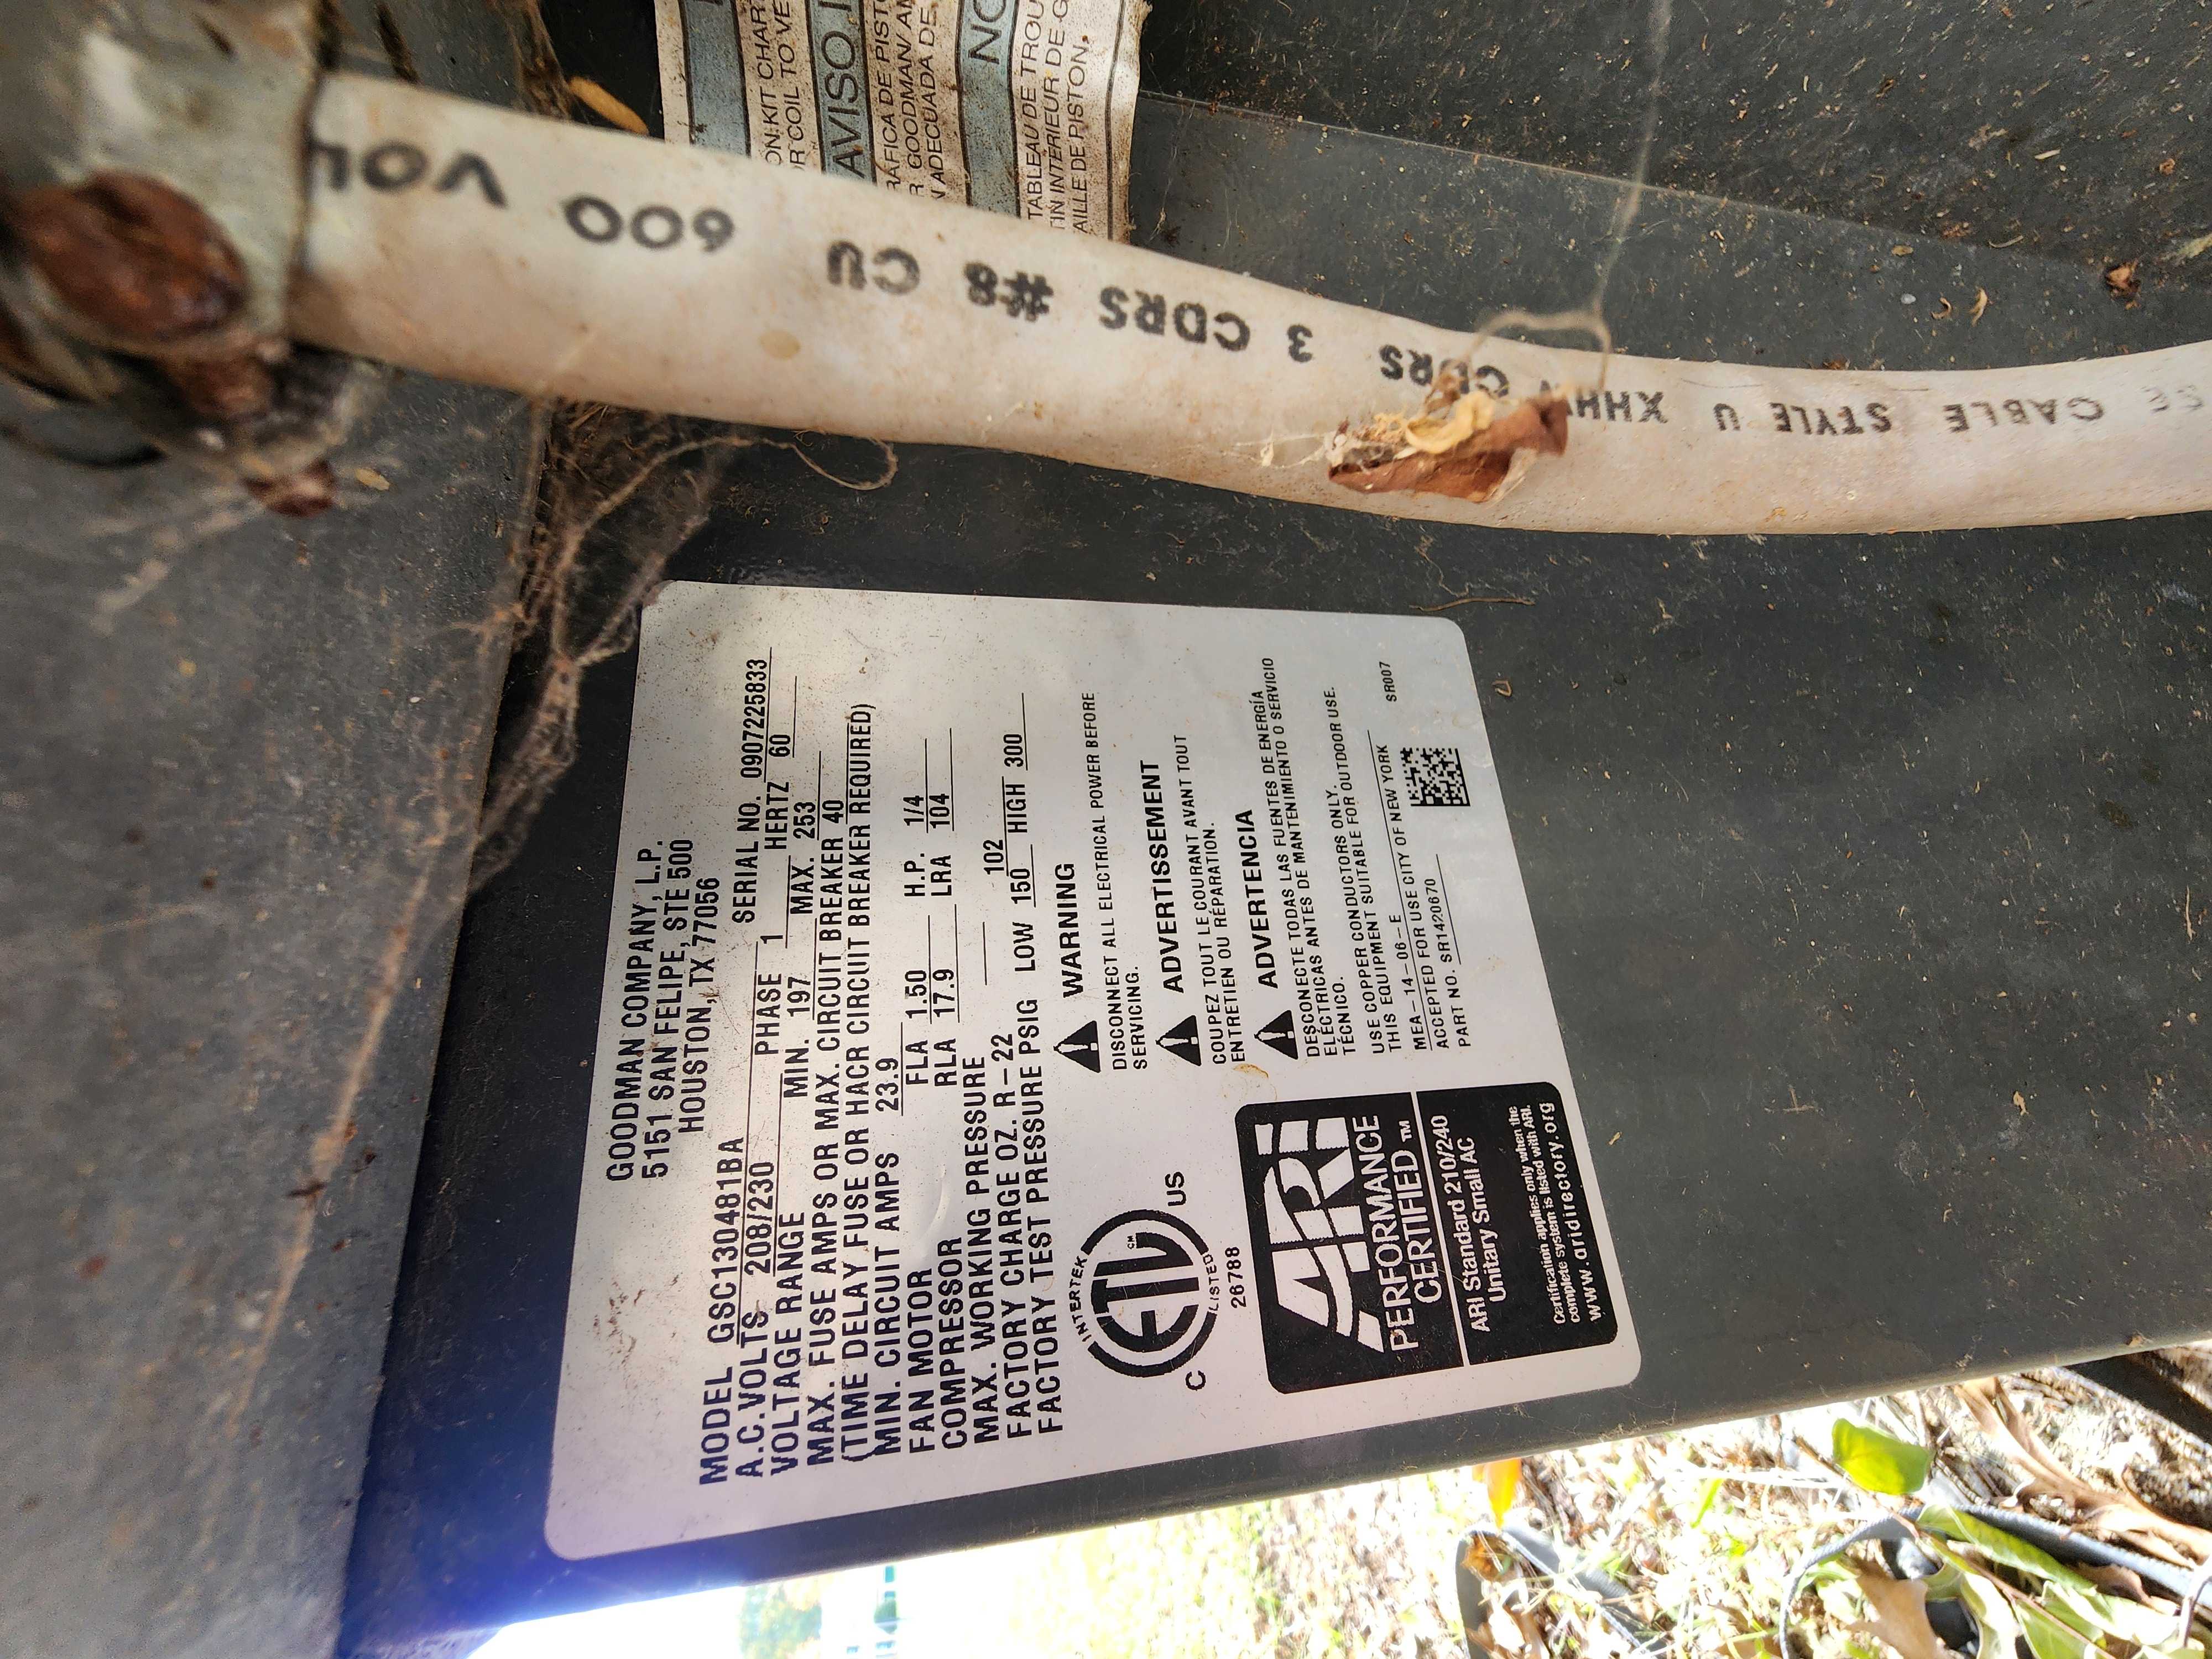 ON KIT CHAR
R COIL TO VE
AVISO
RÁFICA DE PIST
R GOODMAN/ AM
N ADECUADA DE
NO
TABLEAU DE TROU
TIN INTÉRIEUR DE G
AILLE DE PISTON.
SE CABLE STYLE U XHHW CDRS 3 CDRS #8 CU 600 VOL
GOODMAN COMPANY, L.P.
5151 SAN FELIPE, STE 500
HOUSTON, TX 77056
MODEL GSC130481BA SERIAL NO. 0907225833
A.C. VOLTS 208/230 PHASE 1 HERTZ 60
VOLTAGE RANGE MIN. 197 MAX. 253
MAX. FUSE AMPS OR MAX. CIRCUIT BREAKER 40
(TIME DELAY FUSE OR HACR CIRCUIT BREAKER REQUIRED)
MIN. CIRCUIT AMPS 23.9
FAN MOTOR FLA 1.50 H.P. 1/4
COMPRESSOR RLA 17.9 LRA 104
MAX. WORKING PRESSURE
FACTORY CHARGE OZ. R-22 102
FACTORY TEST PRESSURE PSIG LOW 150 HIGH 300
WARNING
DISCONNECT ALL ELECTRICAL POWER BEFORE
SERVICING.
ADVERTISSEMENT
COUPEZ TOUT LE COURANT AVANT TOUT
ENTRETIEN OU RÉPARATION.
ADVERTENCIA
DESCONECTE TODAS LAS FUENTES DE ENERGÍA
ELÉCTRICAS ANTES DE MANTENIMIENTO O SERVICIO
TÉCNICO.
USE COPPER CONDUCTORS ONLY.
THIS EQUIPMENT SUITABLE FOR OUTDOOR USE.
MEA-14-06-E
ACCEPTED FOR USE CITY OF NEW YORK
PART NO. SR1420670
SR007
INTERTEK
ETL CM
LISTED
C US
26788
ARI
PERFORMANCE
CERTIFIED ™
ARI Standard 210/240
Unitary Small AC
Certification applies only when the
complete system is listed with ARI.
www.aridirectory.org